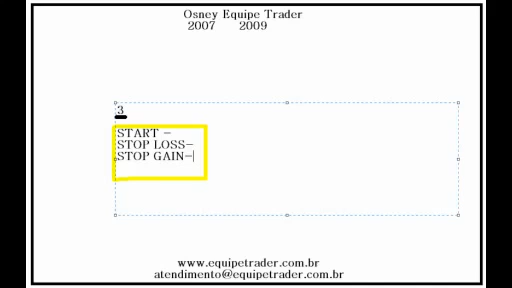 Osney Equipe Trader
2007 2009
3
START -
STOP LOSS-
STOP GAIN-
www.equipetrader.com.br
atendimento@equipetrader.com.br